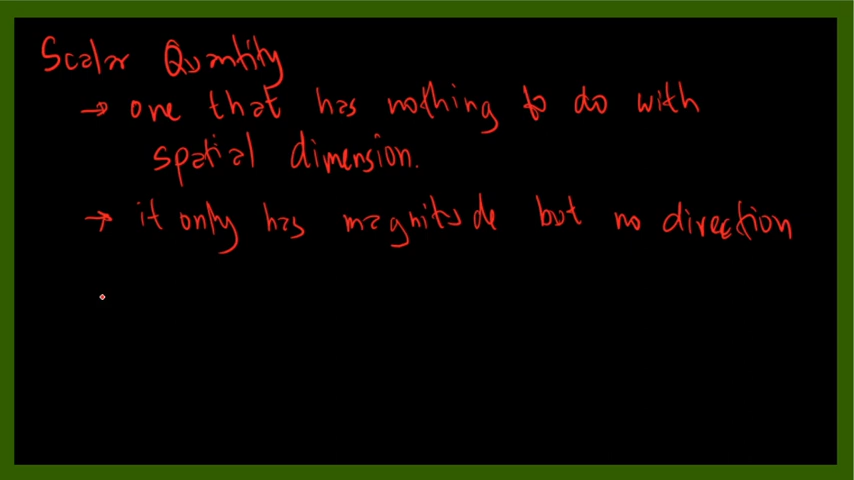 Scalar Quantity
→ one that has nothing to do with
spatial dimension.
→ it only has magnitude but no direction